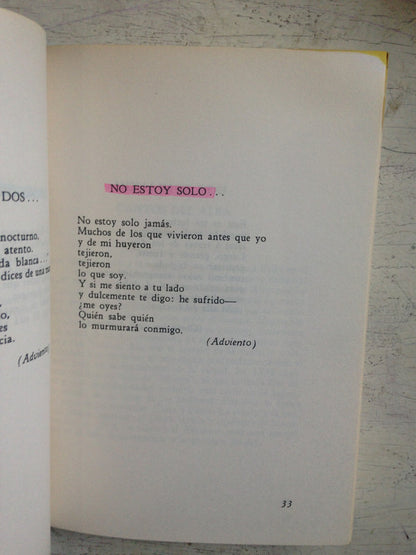 DOS...
nocturno,
atento.
da blanca...
dices de una
o,
es
cia.
(Adviento)
NO ESTOY SOLO...
No estoy solo jamás.
Muchos de los que vivieron antes que yo
y de mi huyeron
tejieron,
tejieron
lo que soy.
Y si me siento a tu lado
y dulcemente te digo: he sufrido—
¿me oyes?
Quién sabe quién
lo murmurará conmigo.
(Adviento)
33